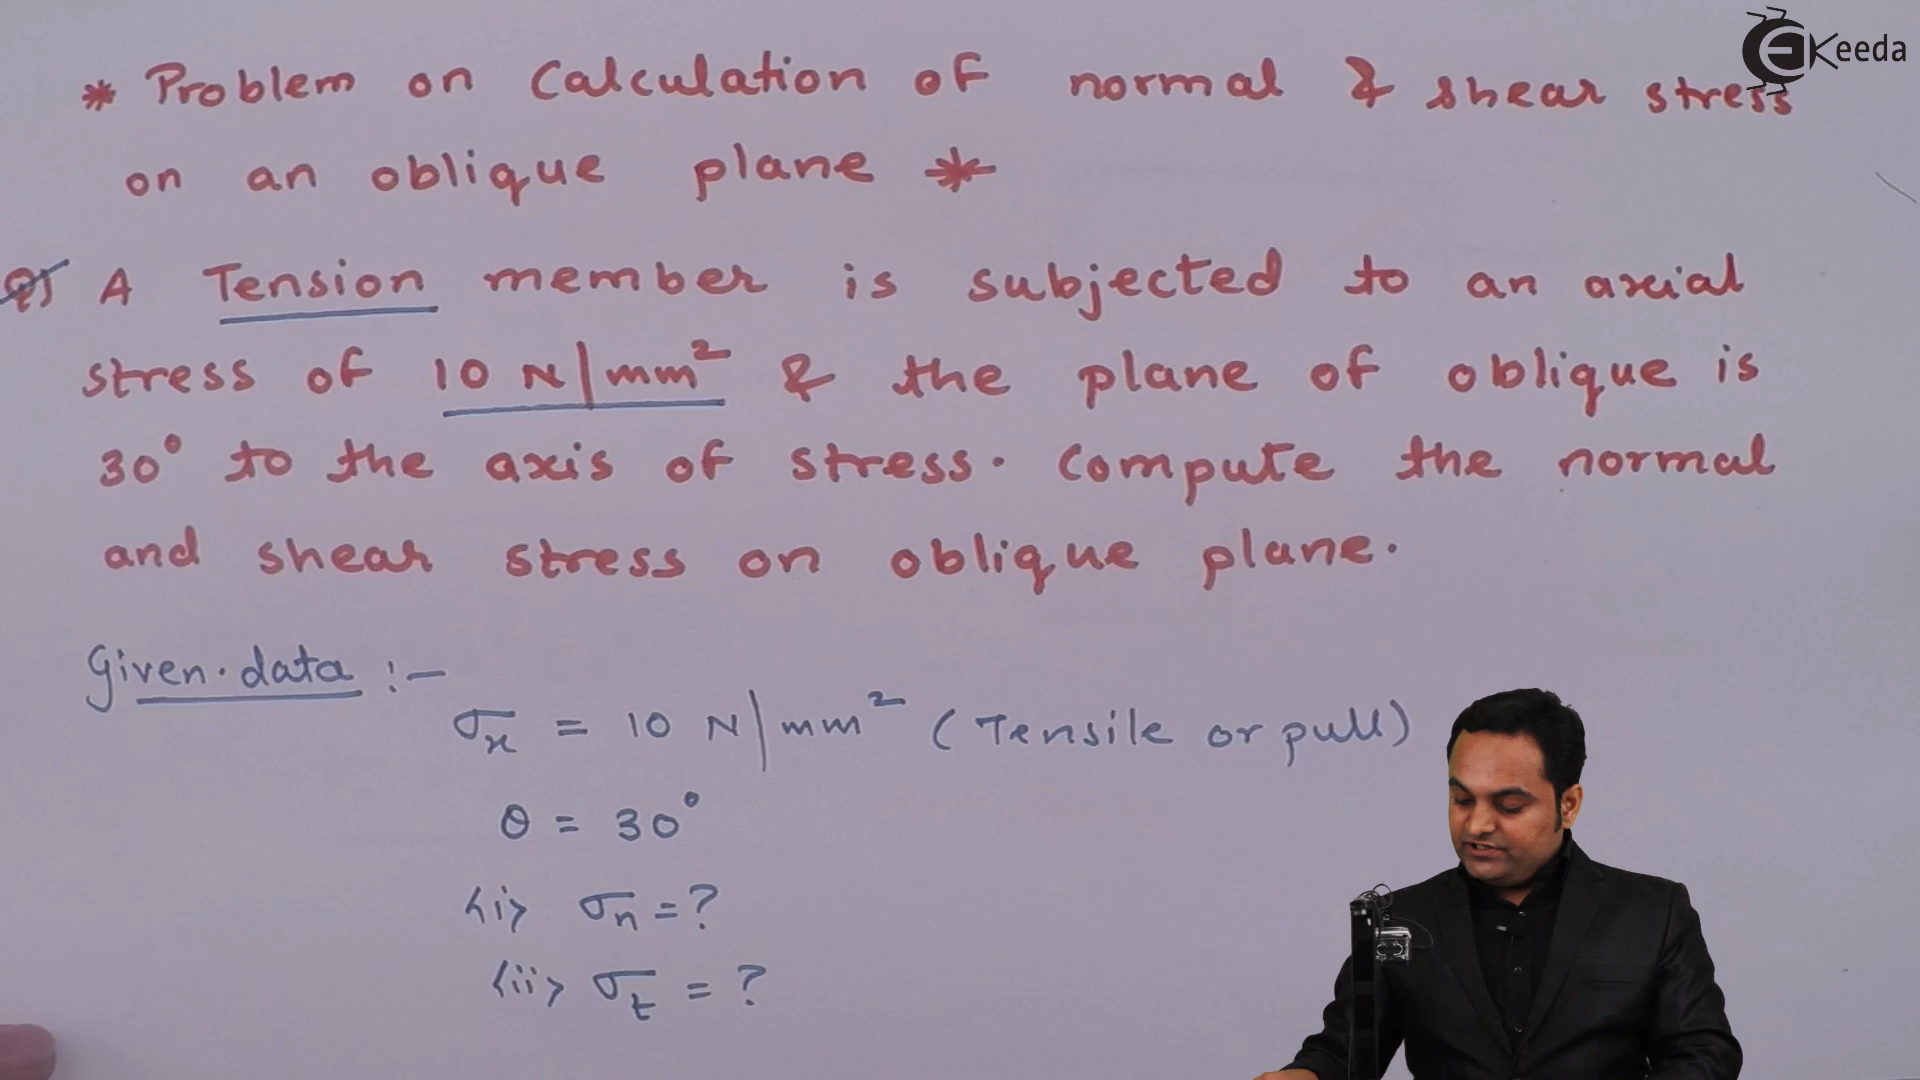 EKeeda
* Problem on Calculation of normal & shear stress
on an oblique plane *
Q) A Tension member is subjected to an axial
stress of 10 N/mm² & the plane of oblique is
30° to the axis of stress. Compute the normal
and shear stress on oblique plane.
Given data :-
σx = 10 N/mm² (Tensile or pull)
θ = 30°
<i> σn = ?
<ii> σt = ?